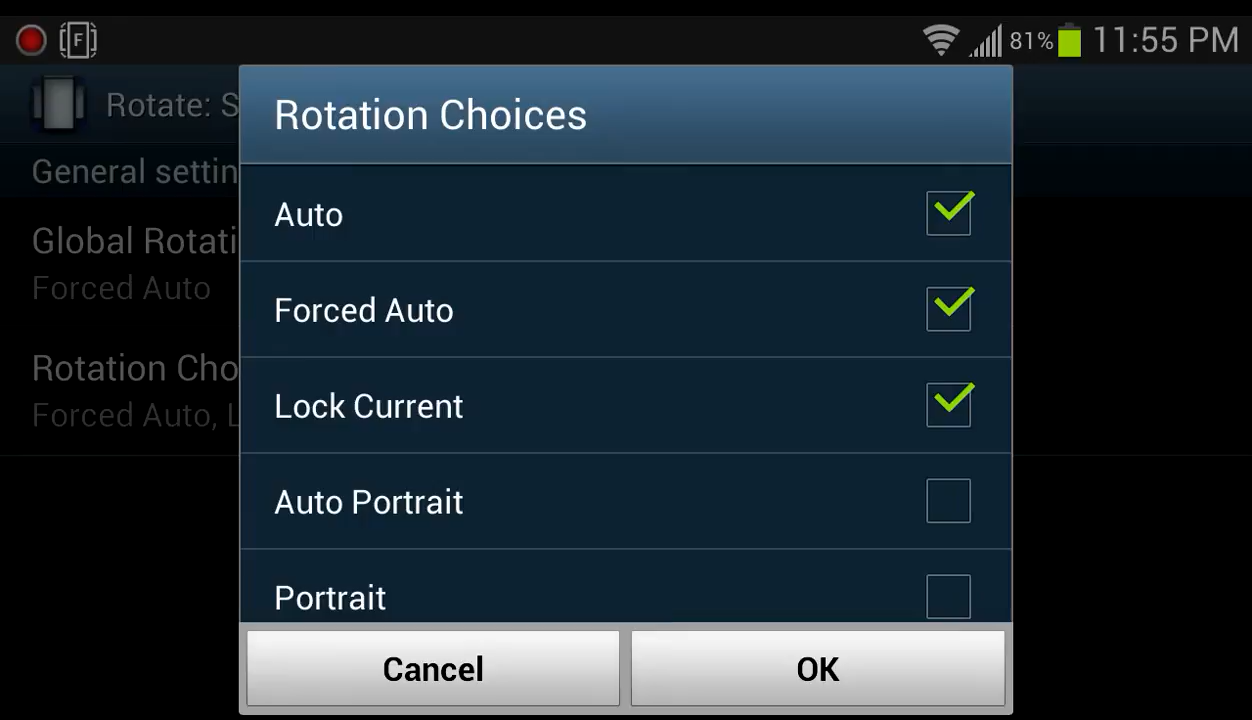 F
81%
11:55 PM
Rotate: S
Rotation Choices
General settin
Auto
Global Rotati
Forced Auto
Forced Auto
Rotation Cho
Lock Current
Forced Auto, L
Auto Portrait
Portrait
Cancel
OK